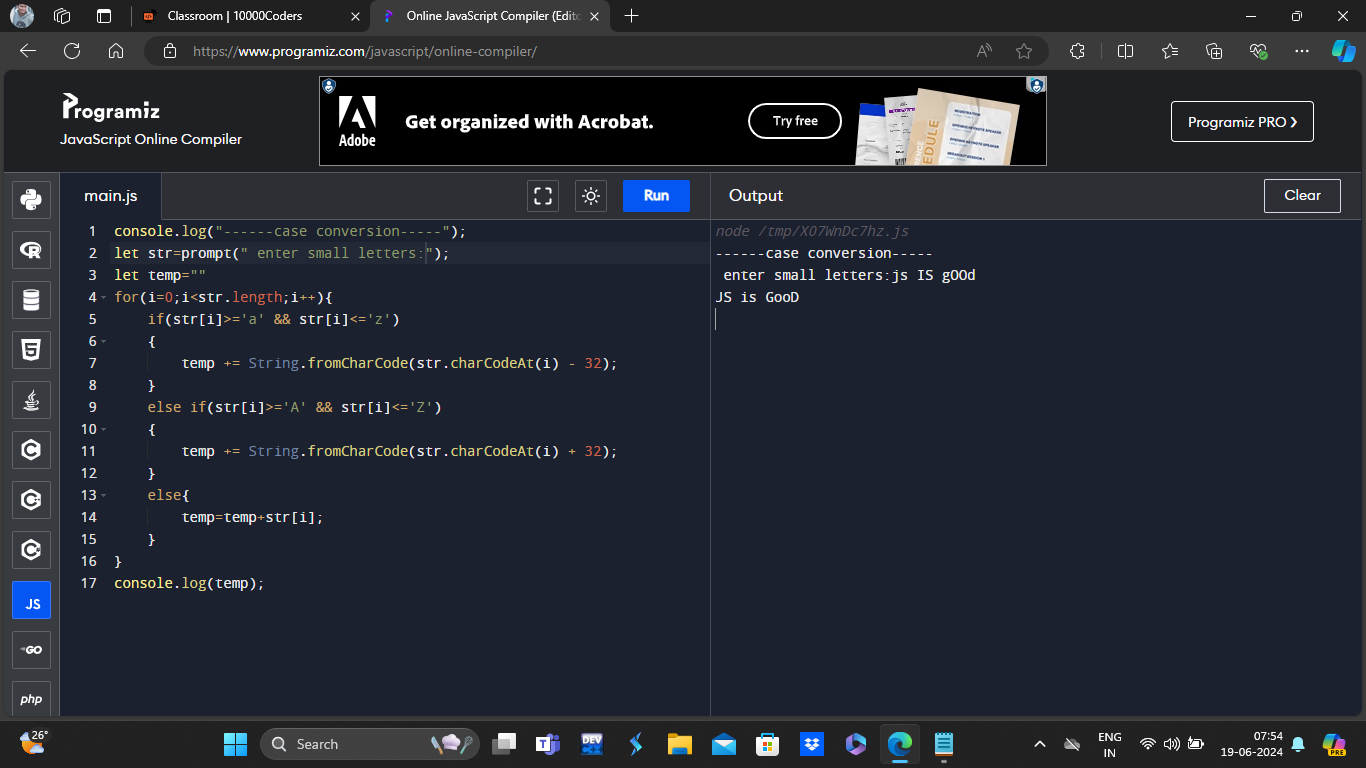 Classroom | 10000Coders
Online JavaScript Compiler (Edito
https://www.programiz.com/javascript/online-compiler/
Programiz
JavaScript Online Compiler
Adobe
Get organized with Acrobat.
Try free
Programiz PRO
main.js
Run
Output
Clear
1 console.log("------case conversion-----");
2 let str=prompt(" enter small letters:");
3 let temp=""
4 for(i=0;i<str.length;i++){
5 if(str[i]>='a' && str[i]<='z')
6 {
7 temp += String.fromCharCode(str.charCodeAt(i) - 32);
8 }
9 else if(str[i]>='A' && str[i]<='Z')
10 {
11 temp += String.fromCharCode(str.charCodeAt(i) + 32);
12 }
13 else{
14 temp=temp+str[i];
15 }
16 }
17 console.log(temp);
node /tmp/X07WnDc7hz.js
------case conversion-----
enter small letters:js IS gOOd
JS is GooD
JS
GO
php
26°
Search
DEV
ENG
IN
07:54
19-06-2024
PRE